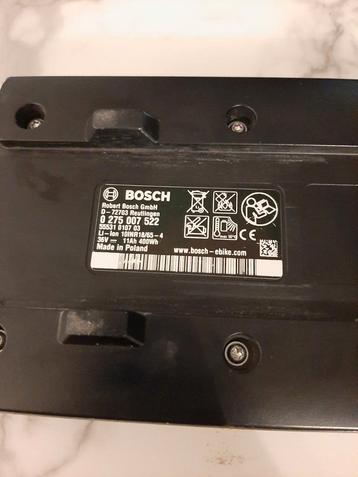 BOSCH
Robert Bosch GmbH
D - 72703 Reutlingen
0 275 007 522
55531 0107 03
Li - Ion 10INR18/65 - 4
36V ⎓ 11Ah 400Wh
Made in Poland
www.bosch - ebike.com